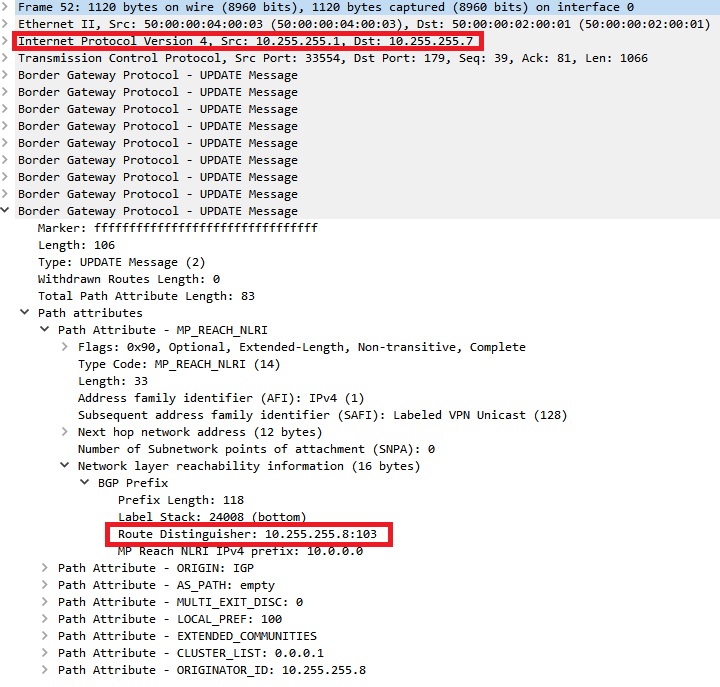 Frame 52: 1120 bytes on wire (8960 bits), 1120 bytes captured (8960 bits) on interface 0
Ethernet II, Src: 50:00:00:04:00:03 (50:00:00:04:00:03), Dst: 50:00:00:02:00:01 (50:00:00:02:00:01)
Internet Protocol Version 4, Src: 10.255.255.1, Dst: 10.255.255.7
Transmission Control Protocol, Src Port: 33554, Dst Port: 179, Seq: 39, Ack: 81, Len: 1066
Border Gateway Protocol - UPDATE Message
Border Gateway Protocol - UPDATE Message
Border Gateway Protocol - UPDATE Message
Border Gateway Protocol - UPDATE Message
Border Gateway Protocol - UPDATE Message
Border Gateway Protocol - UPDATE Message
Border Gateway Protocol - UPDATE Message
Border Gateway Protocol - UPDATE Message
Border Gateway Protocol - UPDATE Message
Marker: ffffffffffffffffffffffffffffffff
Length: 106
Type: UPDATE Message (2)
Withdrawn Routes Length: 0
Total Path Attribute Length: 83
Path attributes
Path Attribute - MP_REACH_NLRI
Flags: 0x90, Optional, Extended-Length, Non-transitive, Complete
Type Code: MP_REACH_NLRI (14)
Length: 33
Address family identifier (AFI): IPv4 (1)
Subsequent address family identifier (SAFI): Labeled VPN Unicast (128)
Next hop network address (12 bytes)
Number of Subnetwork points of attachment (SNPA): 0
Network layer reachability information (16 bytes)
BGP Prefix
Prefix Length: 118
Label Stack: 24008 (bottom)
Route Distinguisher: 10.255.255.8:103
MP Reach NLRI IPv4 prefix: 10.0.0.0
Path Attribute - ORIGIN: IGP
Path Attribute - AS_PATH: empty
Path Attribute - MULTI_EXIT_DISC: 0
Path Attribute - LOCAL_PREF: 100
Path Attribute - EXTENDED_COMMUNITIES
Path Attribute - CLUSTER_LIST: 0.0.0.1
Path Attribute - ORIGINATOR_ID: 10.255.255.8